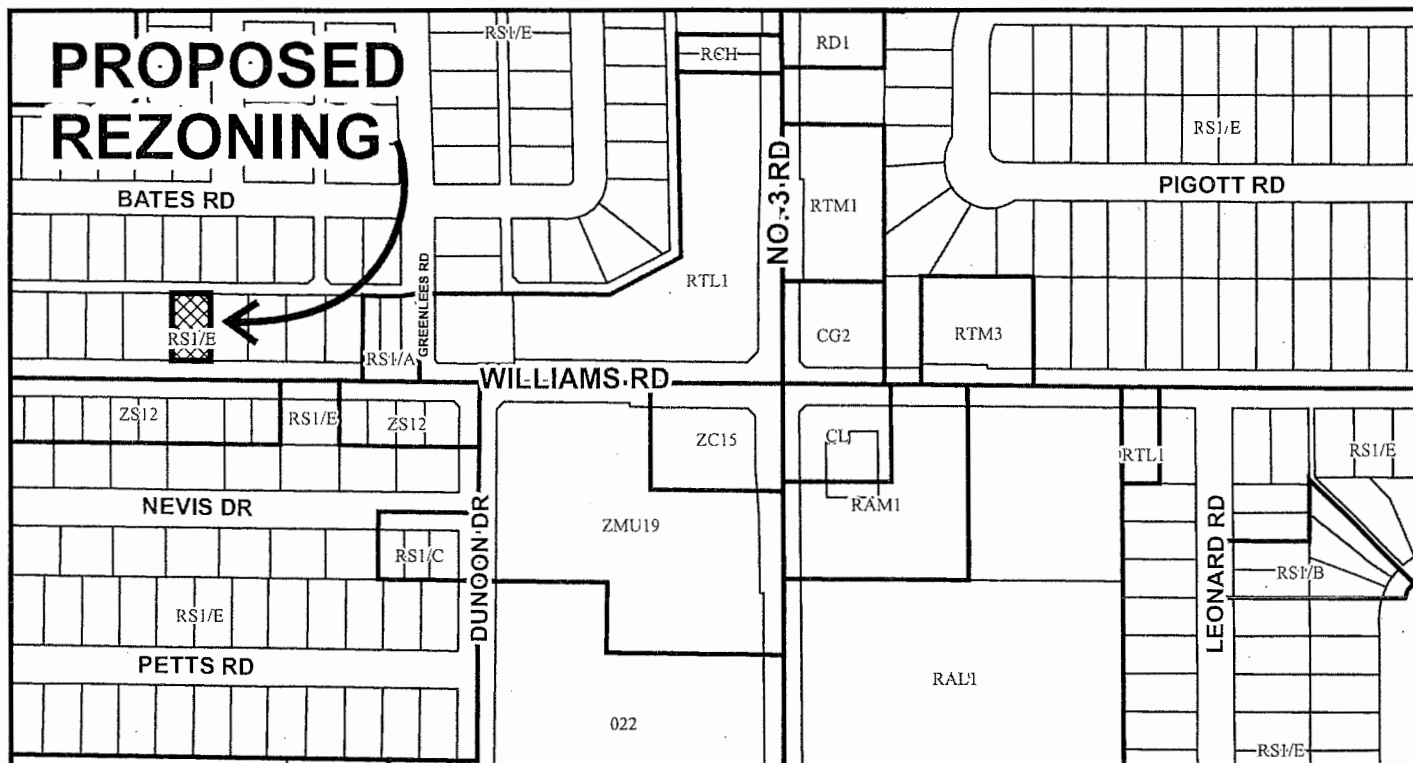 PROPOSED
REZONING
RS1/E
RCH
RD1
RS1/E
BATES RD
NO. 3 RD
RTM1
PIGOTT RD
GREENLEES RD
RTL1
RS1/E
RS1/A
CG2
RTM3
WILLIAMS RD
ZS12
RS1/E
ZS12
ZC15
CL
RTL1
RS1/E
NEVIS DR
DUNOON DR
ZMU19
RAM1
LEONARD RD
RS1/C
RS1/B
RS1/E
PETTS RD
RAL1
022
RS1/E